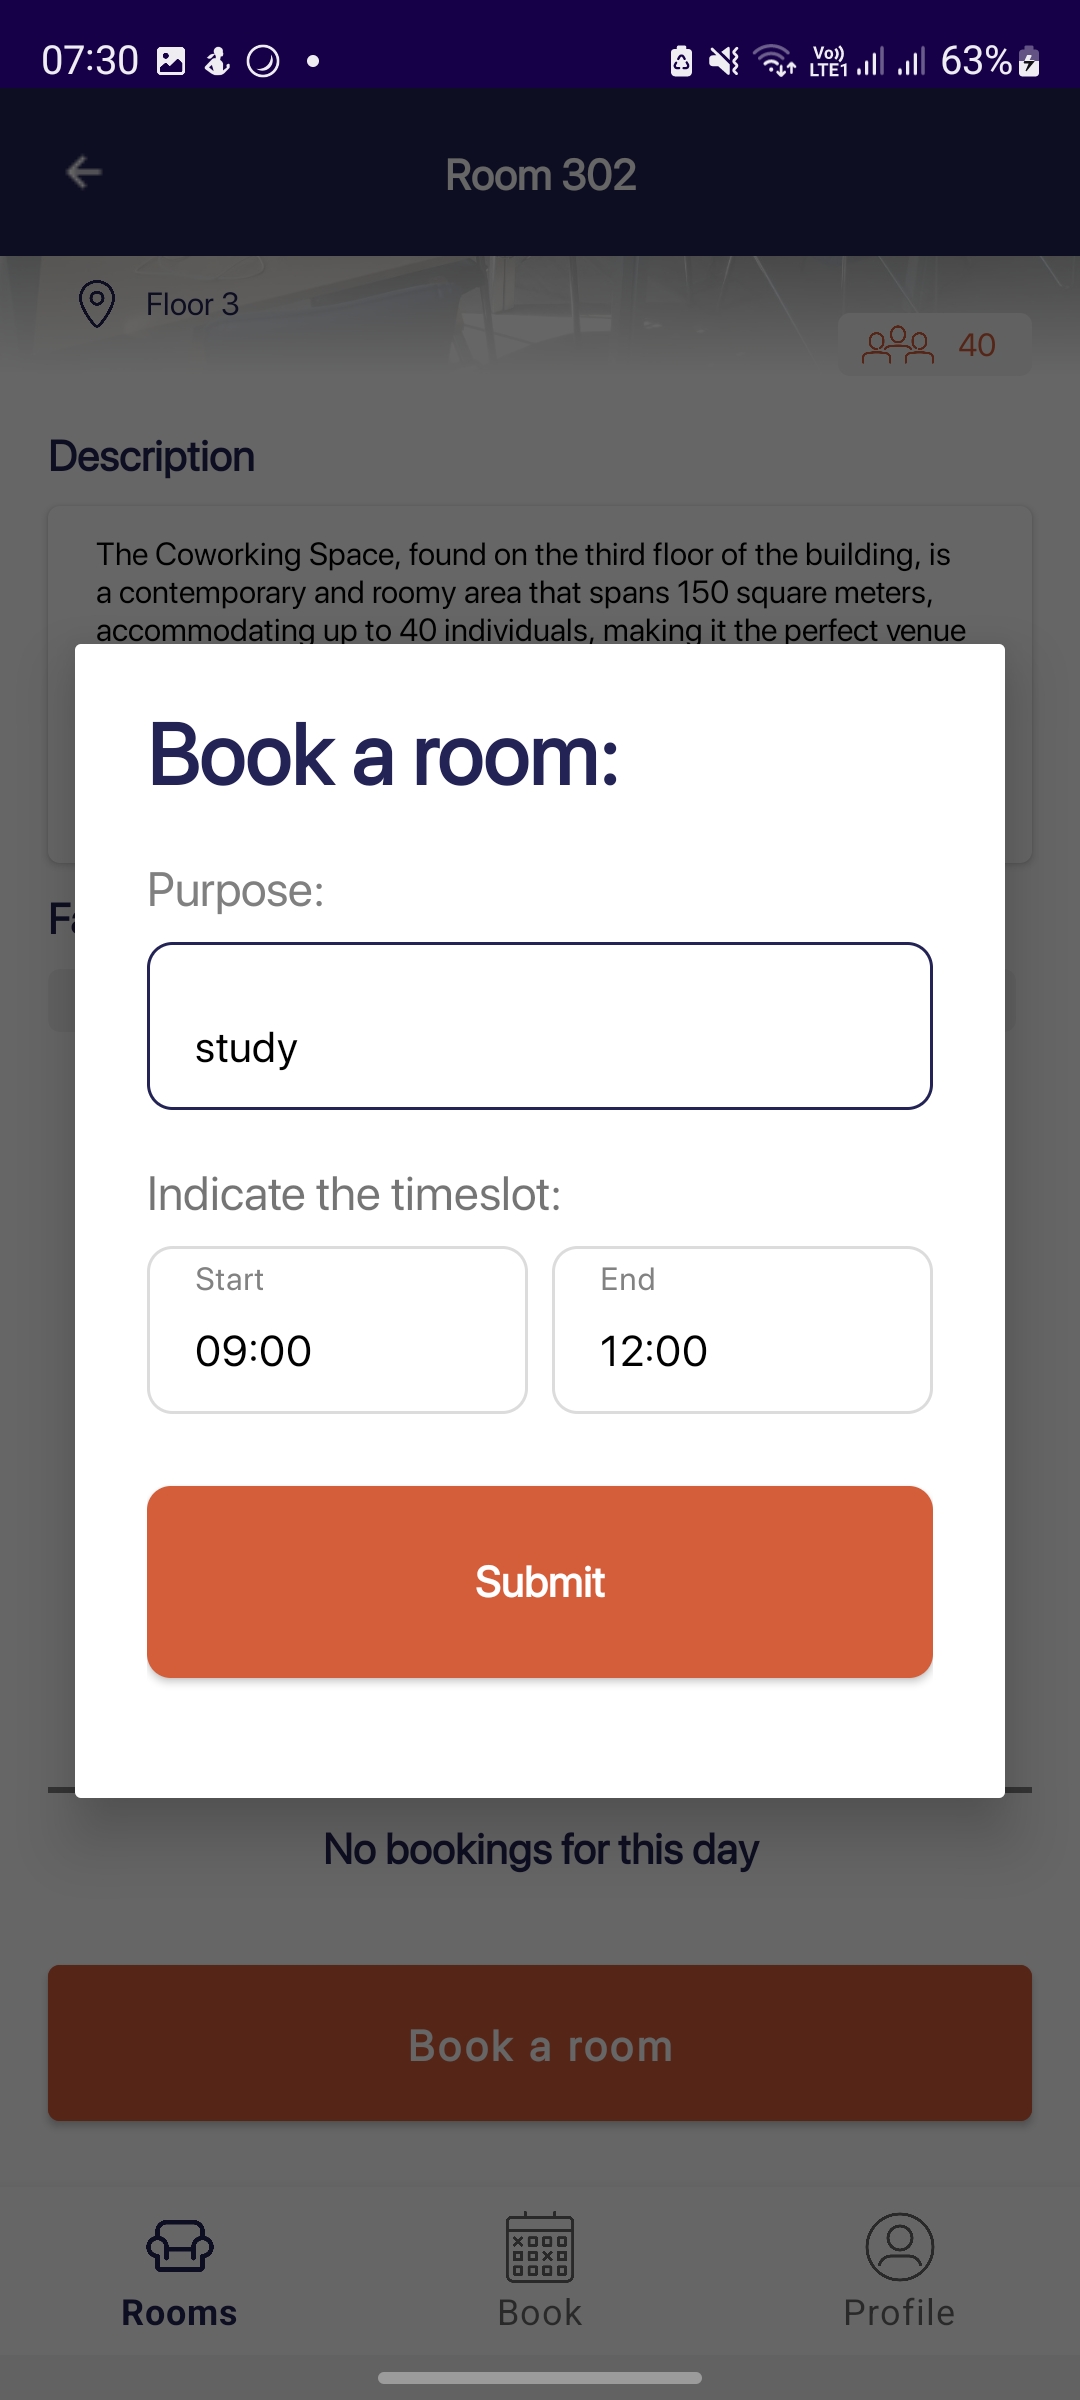 07:30
Vo)) LTE1 63%
Room 302
Floor 3
40
Description
The Coworking Space, found on the third floor of the building, is
a contemporary and roomy area that spans 150 square meters,
accommodating up to 40 individuals, making it the perfect venue
Book a room:
Purpose:
study
Indicate the timeslot:
Start
End
09:00
12:00
Submit
No bookings for this day
Book a room
Rooms
Book
Profile